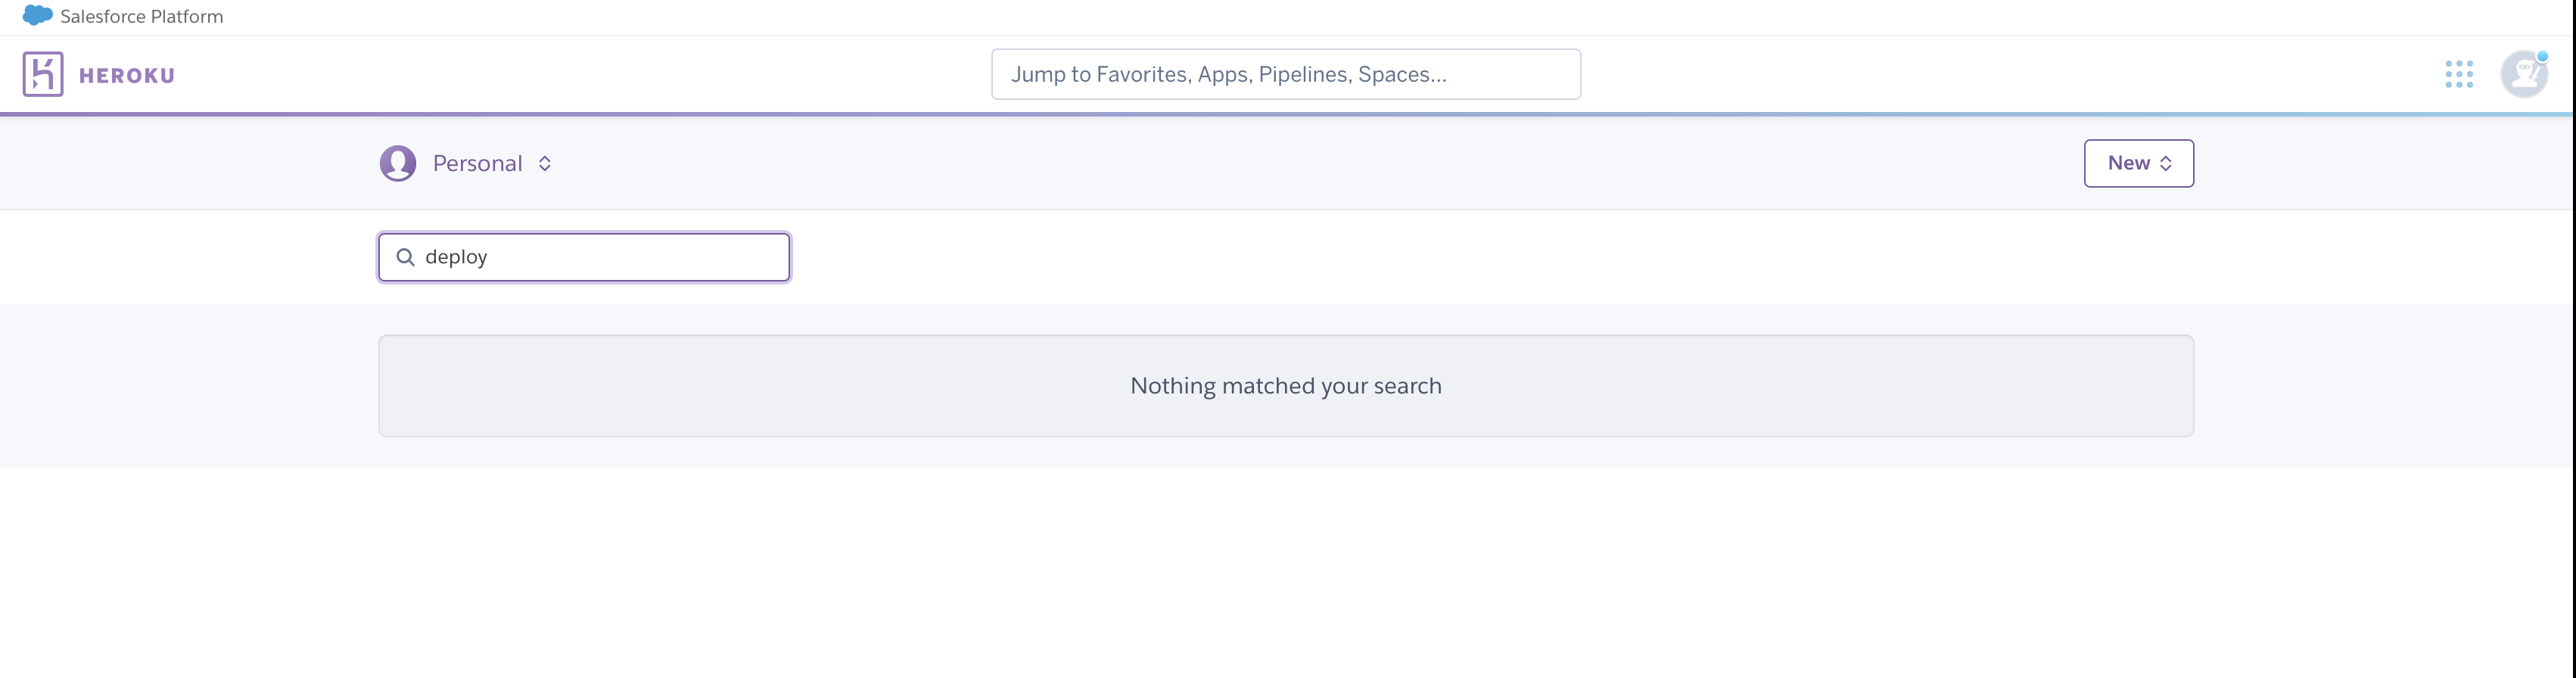 Salesforce Platform
HEROKU
Jump to Favorites, Apps, Pipelines, Spaces...
Personal
New
deploy
Nothing matched your search